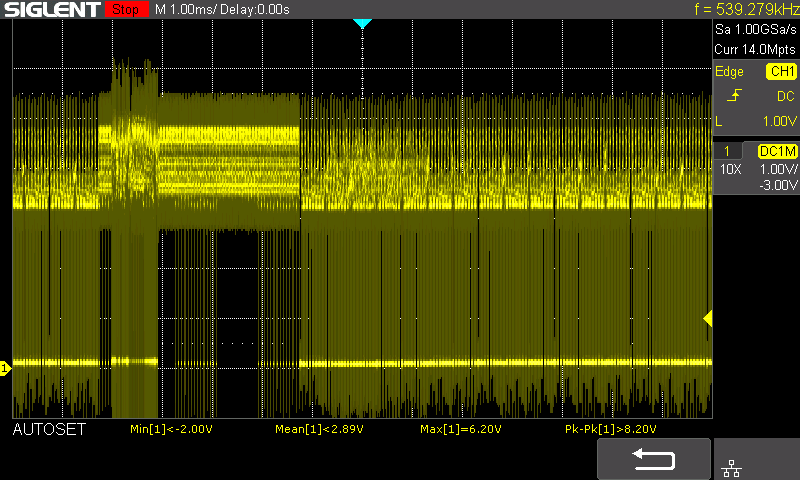 SIGLENT Stop M 1.00ms/ Delay:0.00s f = 539.279kHz
Sa 1.00GSa/s
Curr 14.0Mpts
Edge CH1
DC
L 1.00V
1 DC1M
10X 1.00V/
-3.00V
1
AUTOSET Min[1]<-2.00V Mean[1]<2.89V Max[1]=6.20V Pk-Pk[1]>8.20V